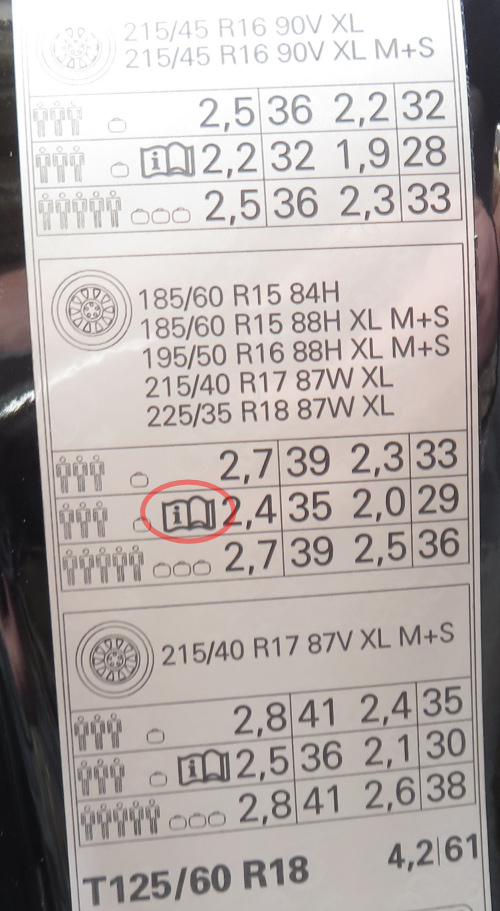 215/45 R16 90V XL
215/45 R16 90V XL M+S
2,5 36 2,2 32
i 2,2 32 1,9 28
2,5 36 2,3 33
185/60 R15 84H
185/60 R15 88H XL M+S
195/50 R16 88H XL M+S
215/40 R17 87W XL
225/35 R18 87W XL
2,7 39 2,3 33
i 2,4 35 2,0 29
2,7 39 2,5 36
215/40 R17 87V XL M+S
2,8 41 2,4 35
i 2,5 36 2,1 30
2,8 41 2,6 38
T125/60 R18 4,2 61